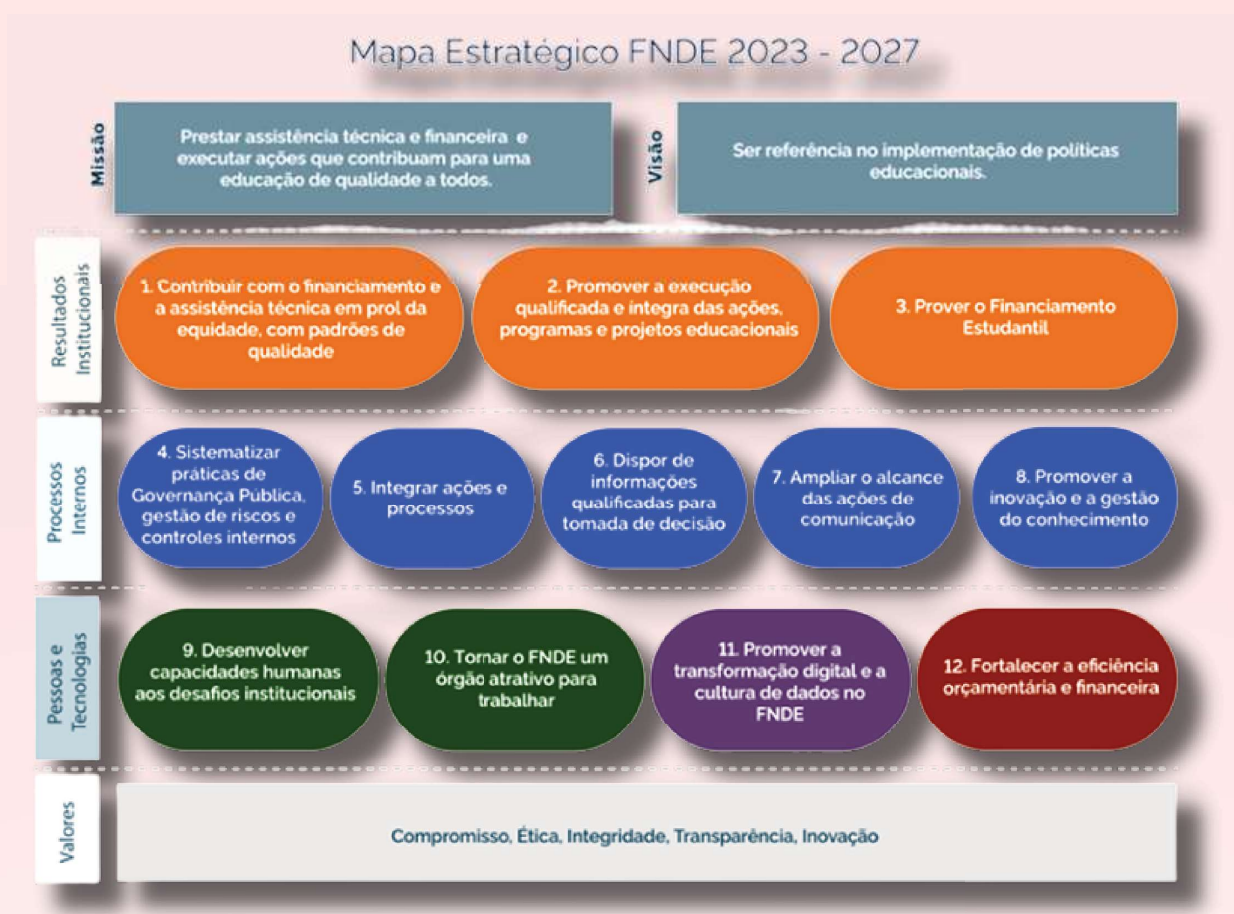 Mapa Estratégico FNDE 2023 - 2027
Missão
Prestar assistência técnica e financeira e
executar ações que contribuam para uma
educação de qualidade a todos.
Visão
Ser referência no implementação de políticas
educacionais.
Resultados
Institucionais
1. Contribuir com o financiamento e
a assistência técnica em prol da
equidade, com padrões de
qualidade
2. Promover a execução
qualificada e íntegra das ações,
programas e projetos educacionais
3. Prover o Financiamento
Estudantil
Processos
Internos
4. Sistematizar
práticas de
Governança Pública,
gestão de riscos e
controles internos
5. Integrar ações e
processos
6. Dispor de
informações
qualificadas para
tomada de decisão
7. Ampliar o alcance
das ações de
comunicação
8. Promover a
inovação e a gestão
do conhecimento
Pessoas e
Tecnologias
9. Desenvolver
capacidades humanas
aos desafios institucionais
10. Tornar o FNDE um
órgão atrativo para
trabalhar
11. Promover a
transformação digital e a
cultura de dados no
FNDE
12. Fortalecer a eficiência
orçamentária e financeira
Valores
Compromisso, Ética, Integridade, Transparência, Inovação